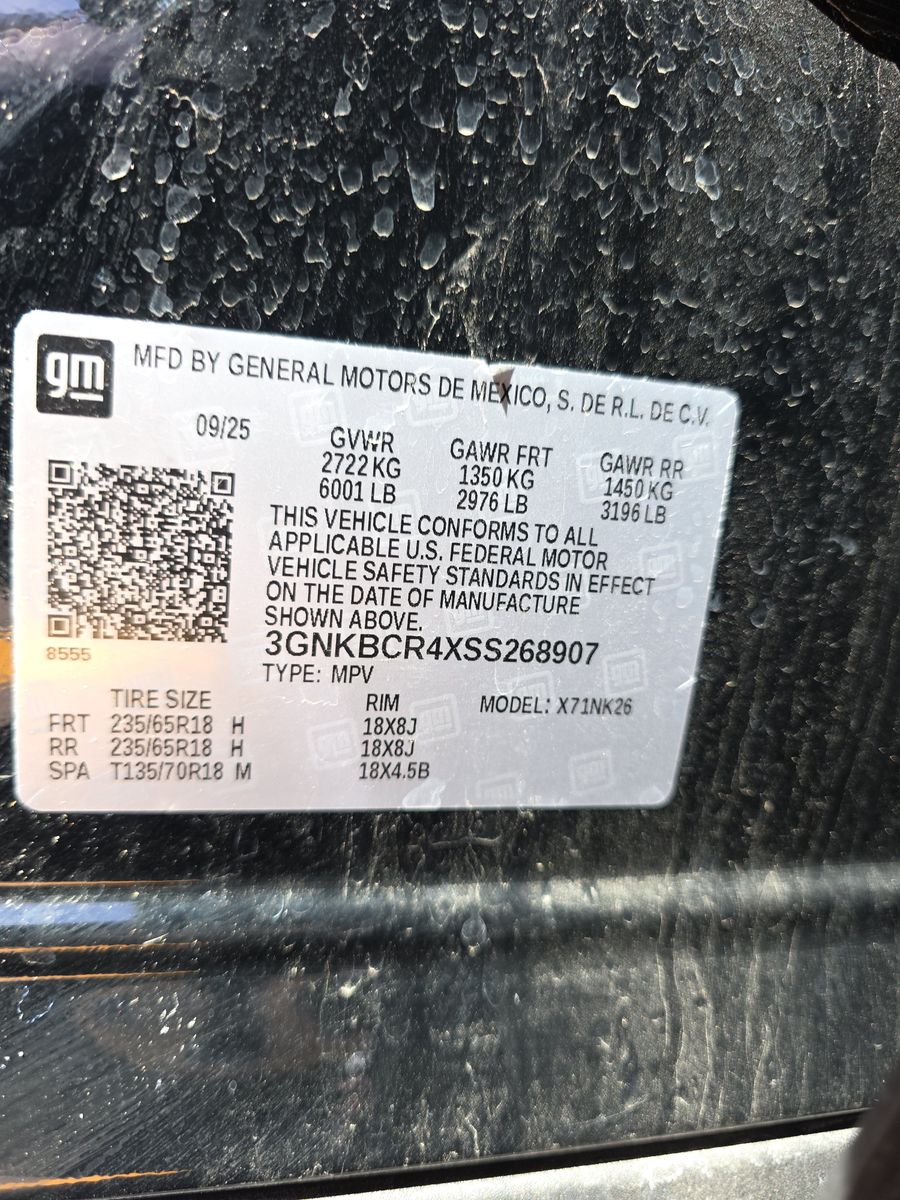 gm
MFD BY GENERAL MOTORS DE MEXICO, S. DE R.L. DE C.V.
09/25
GVWR GAWR FRT GAWR RR
2722 KG 1350 KG 1450 KG
6001 LB 2976 LB 3196 LB
THIS VEHICLE CONFORMS TO ALL
APPLICABLE U.S. FEDERAL MOTOR
VEHICLE SAFETY STANDARDS IN EFFECT
ON THE DATE OF MANUFACTURE
SHOWN ABOVE.
8555
3GNKBCR4XSS268907
TYPE: MPV
TIRE SIZE RIM MODEL: X71NK26
FRT 235/65R18 H 18X8J
RR 235/65R18 H 18X8J
SPA T135/70R18 M 18X4.5B